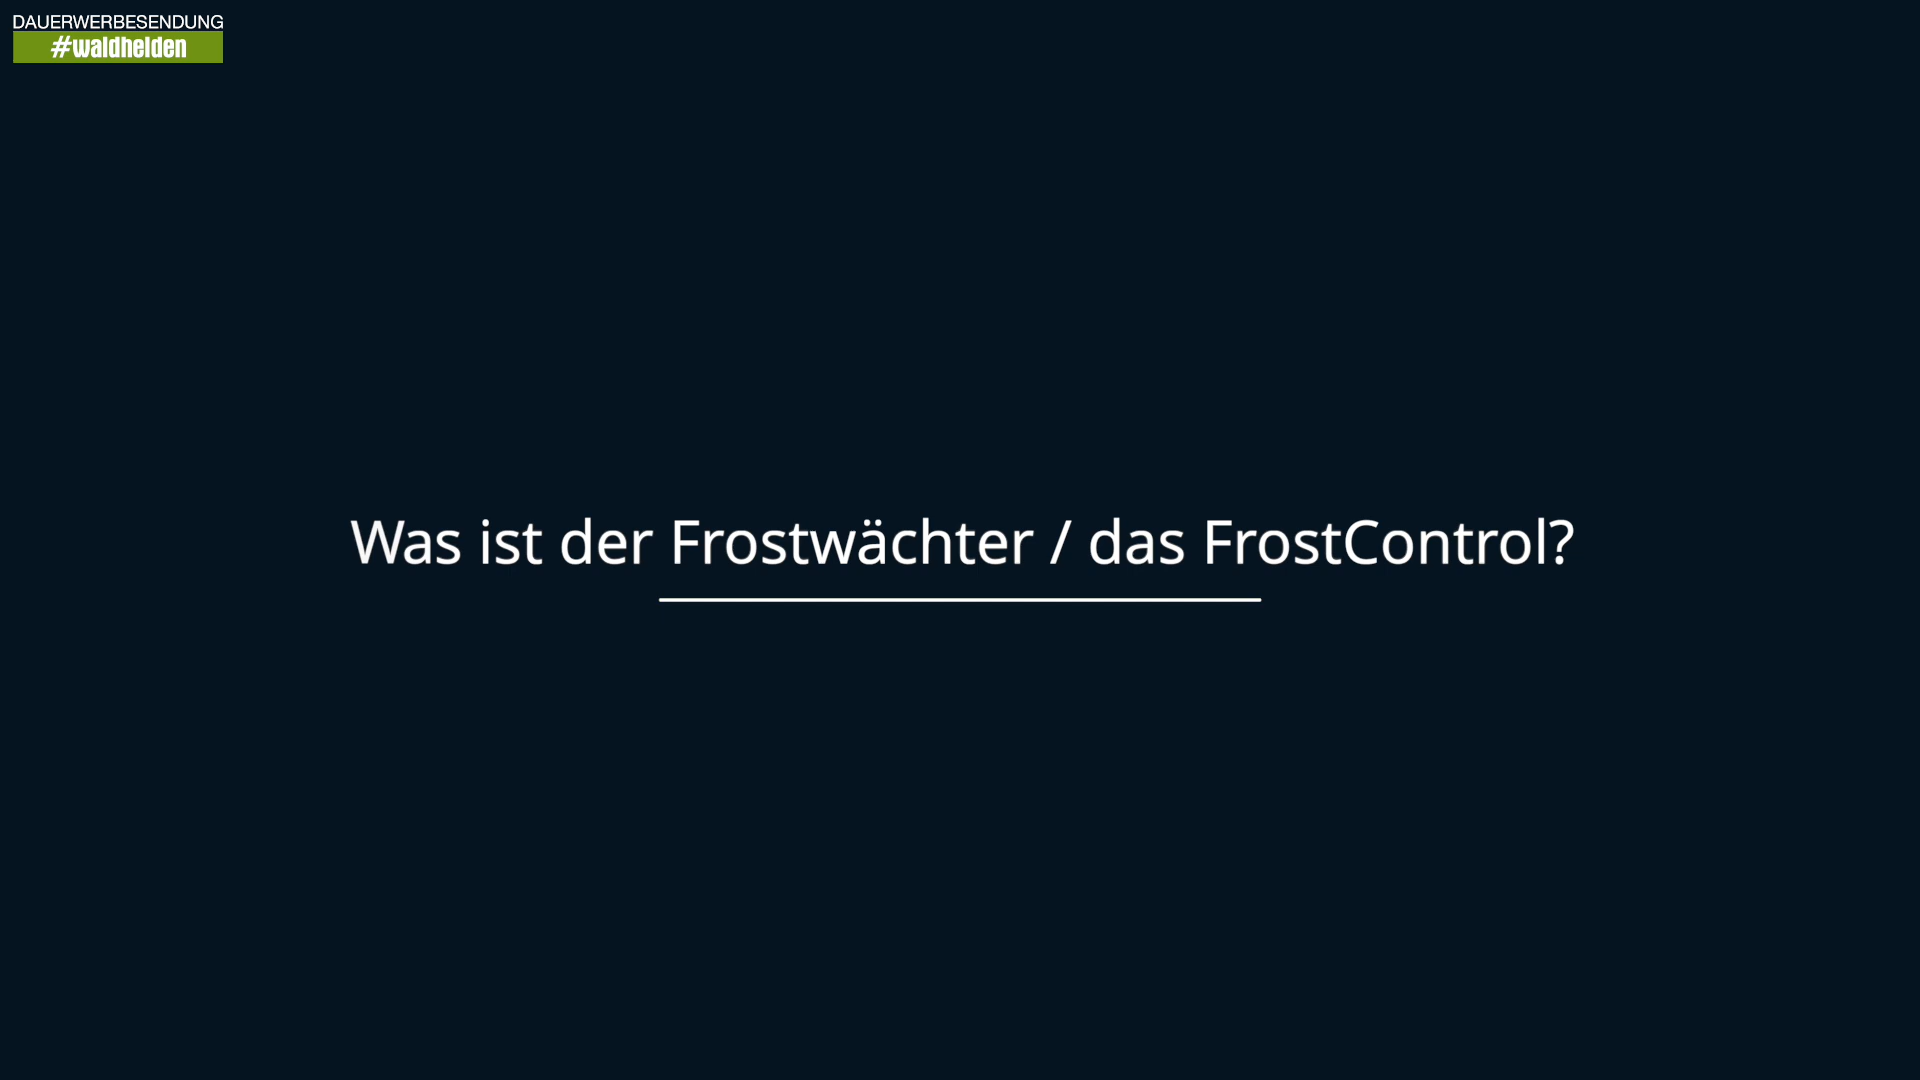 DAUERWERBESENDUNG
#waldhelden
Was ist der Frostwächter / das FrostControl?